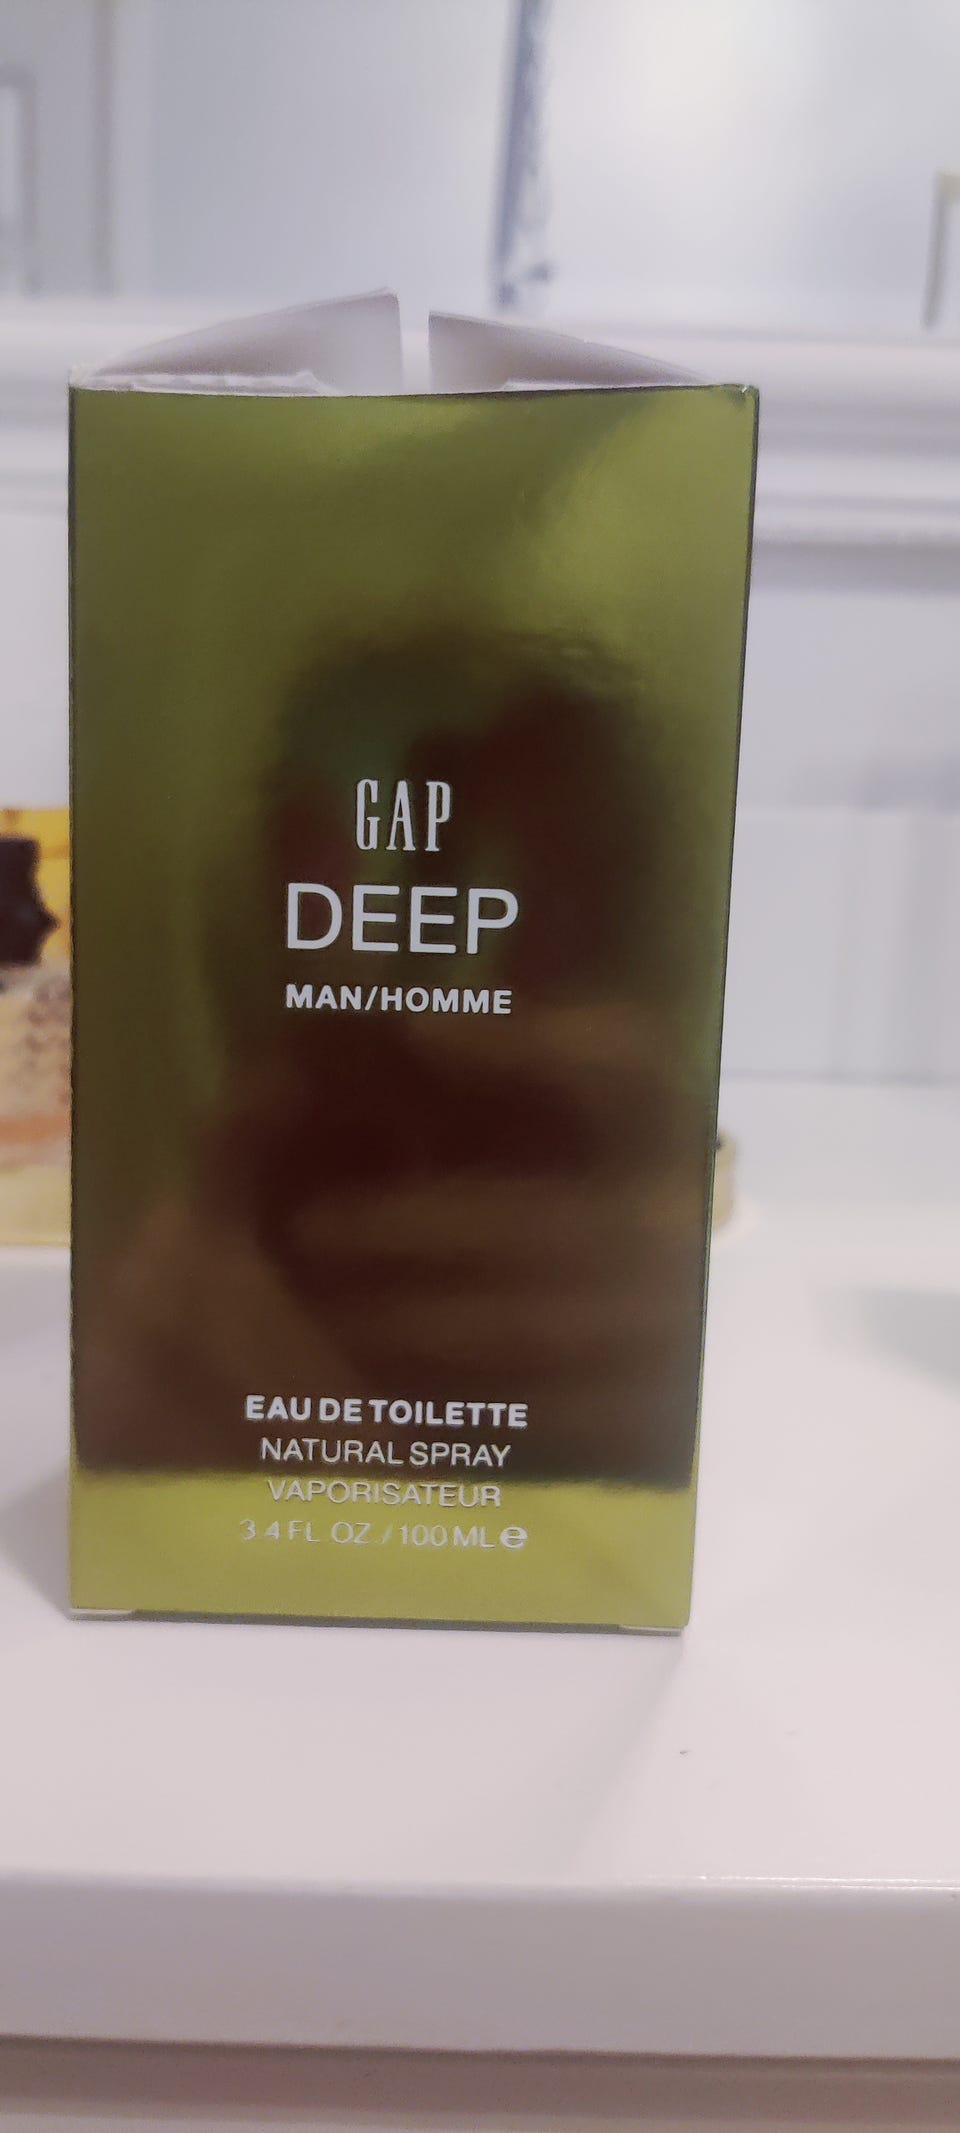 GAP
DEEP
MAN/HOMME
EAU DE TOILETTE
NATURAL SPRAY
VAPORISATEUR
3.4 FL. OZ. / 100 ML e